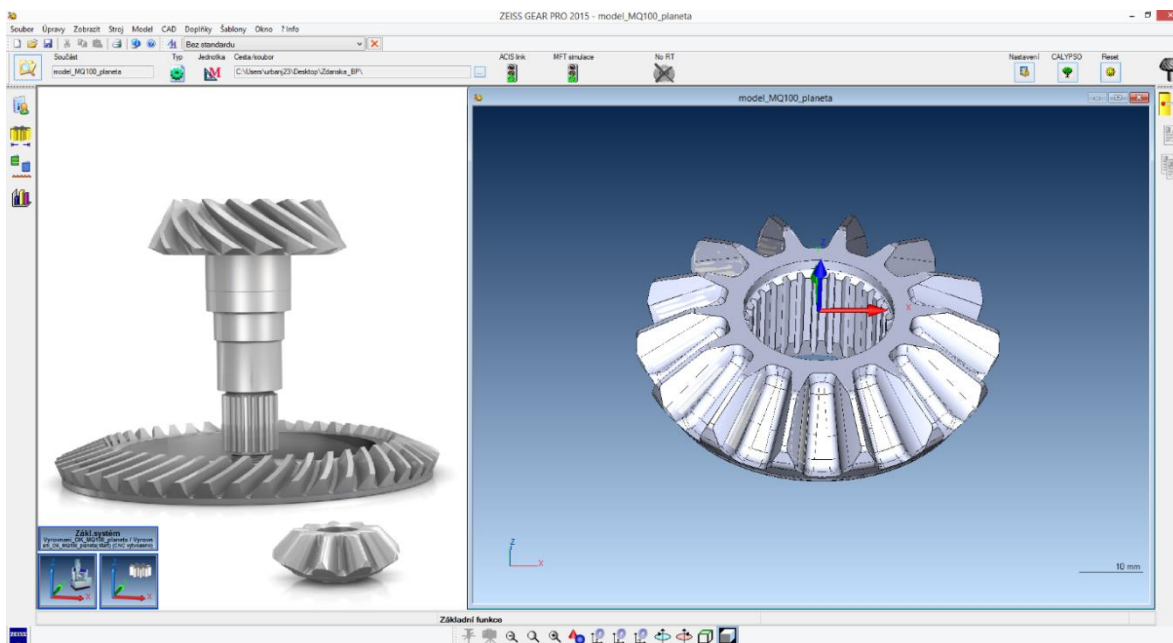 ZEISS GEAR PRO 2015 - model_MQ100_planeta
Soubor Úpravy Zobrazit Stroj Model CAD Doplňky Šablony Okno ? Info
Bez standardu
Součást Typ Jednotka Cesta/soubor ACIS link MFT simulace No RT Nastavení CALYPSO Reset
model_MQ100_planeta C:\Users\urbanj23\Desktop\Zdanska_BP\
model_MQ100_planeta
Z
X
Zákl.systém
Z
X
10 mm
Základní funkce
ZEISS